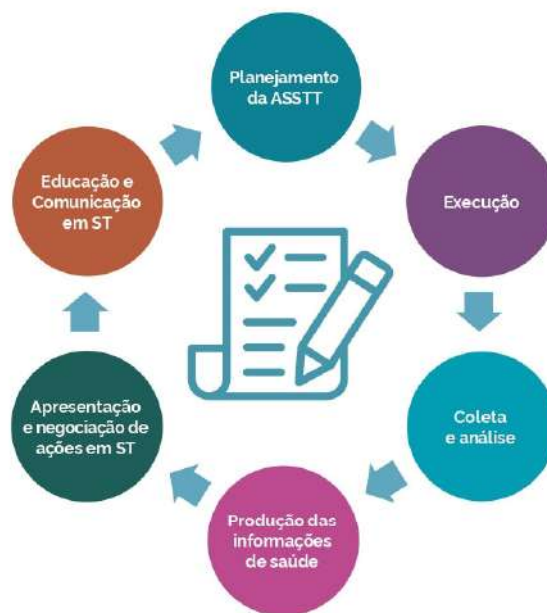 Planejamento
da ASSTT
Execução
Coleta
e análise
Produção das
informações
de saúde
Apresentação
e negociação de
ações em ST
Educação e
Comunicação
em ST